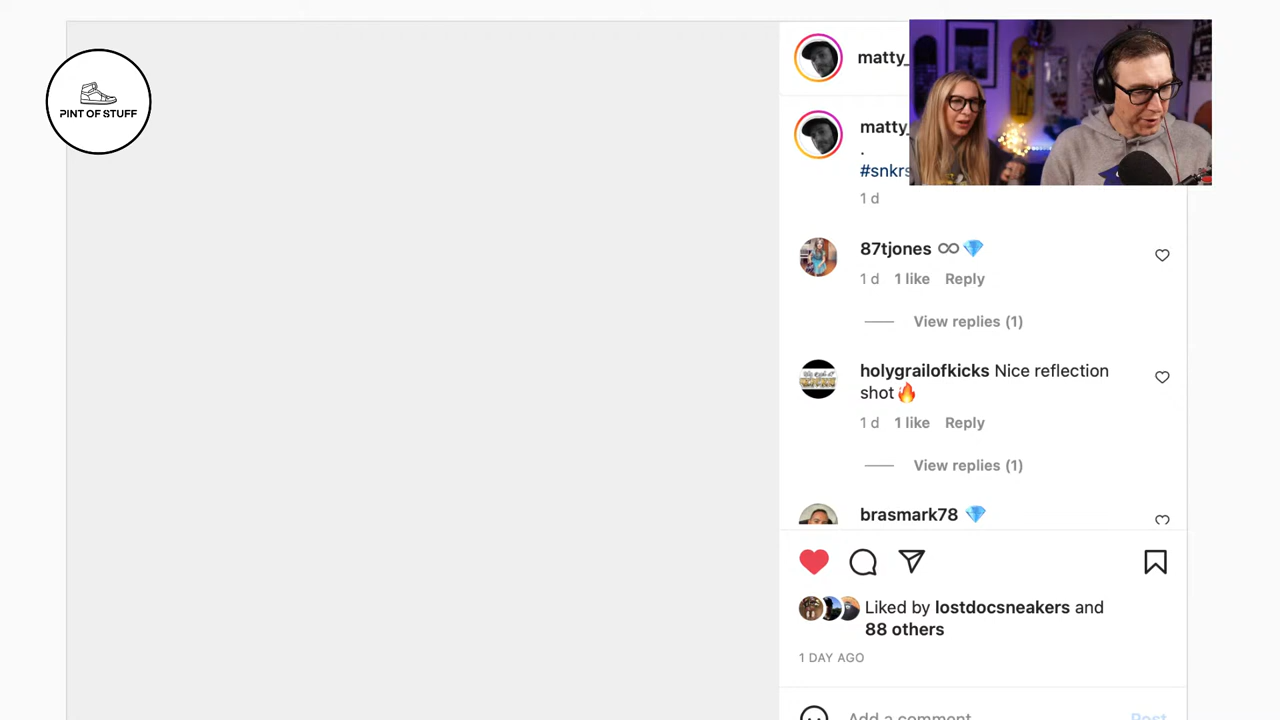 PINT OF STUFF
matty_
matty_
.
#snkrs
1 d
87tjones ∞💎
1 d 1 like Reply
View replies (1)
holygrailofkicks Nice reflection
shot🔥
1 d 1 like Reply
View replies (1)
brasmark78 💎
Liked by lostdocsneakers and
88 others
1 DAY AGO
Add a comment
Post